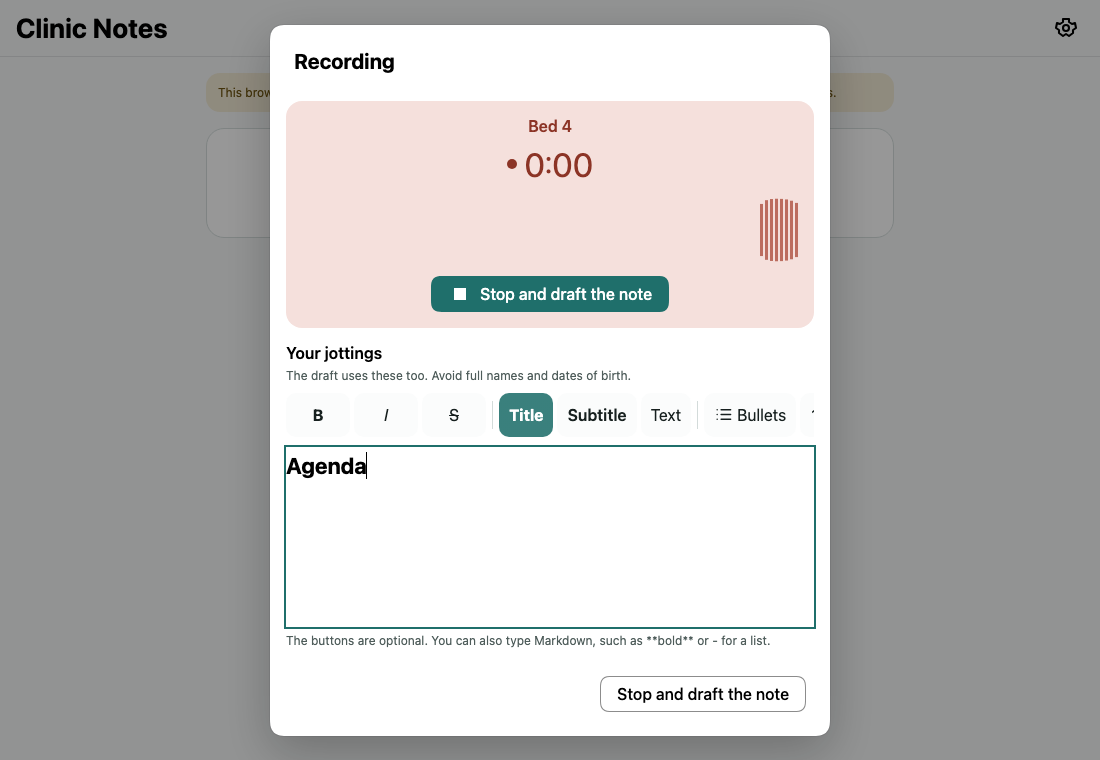 Clinic Notes
This brow
s.
Recording
Bed 4
0:00
Stop and draft the note
Your jottings
The draft uses these too. Avoid full names and dates of birth.
B I S Title Subtitle Text Bullets
Agenda
The buttons are optional. You can also type Markdown, such as **bold** or - for a list.
Stop and draft the note